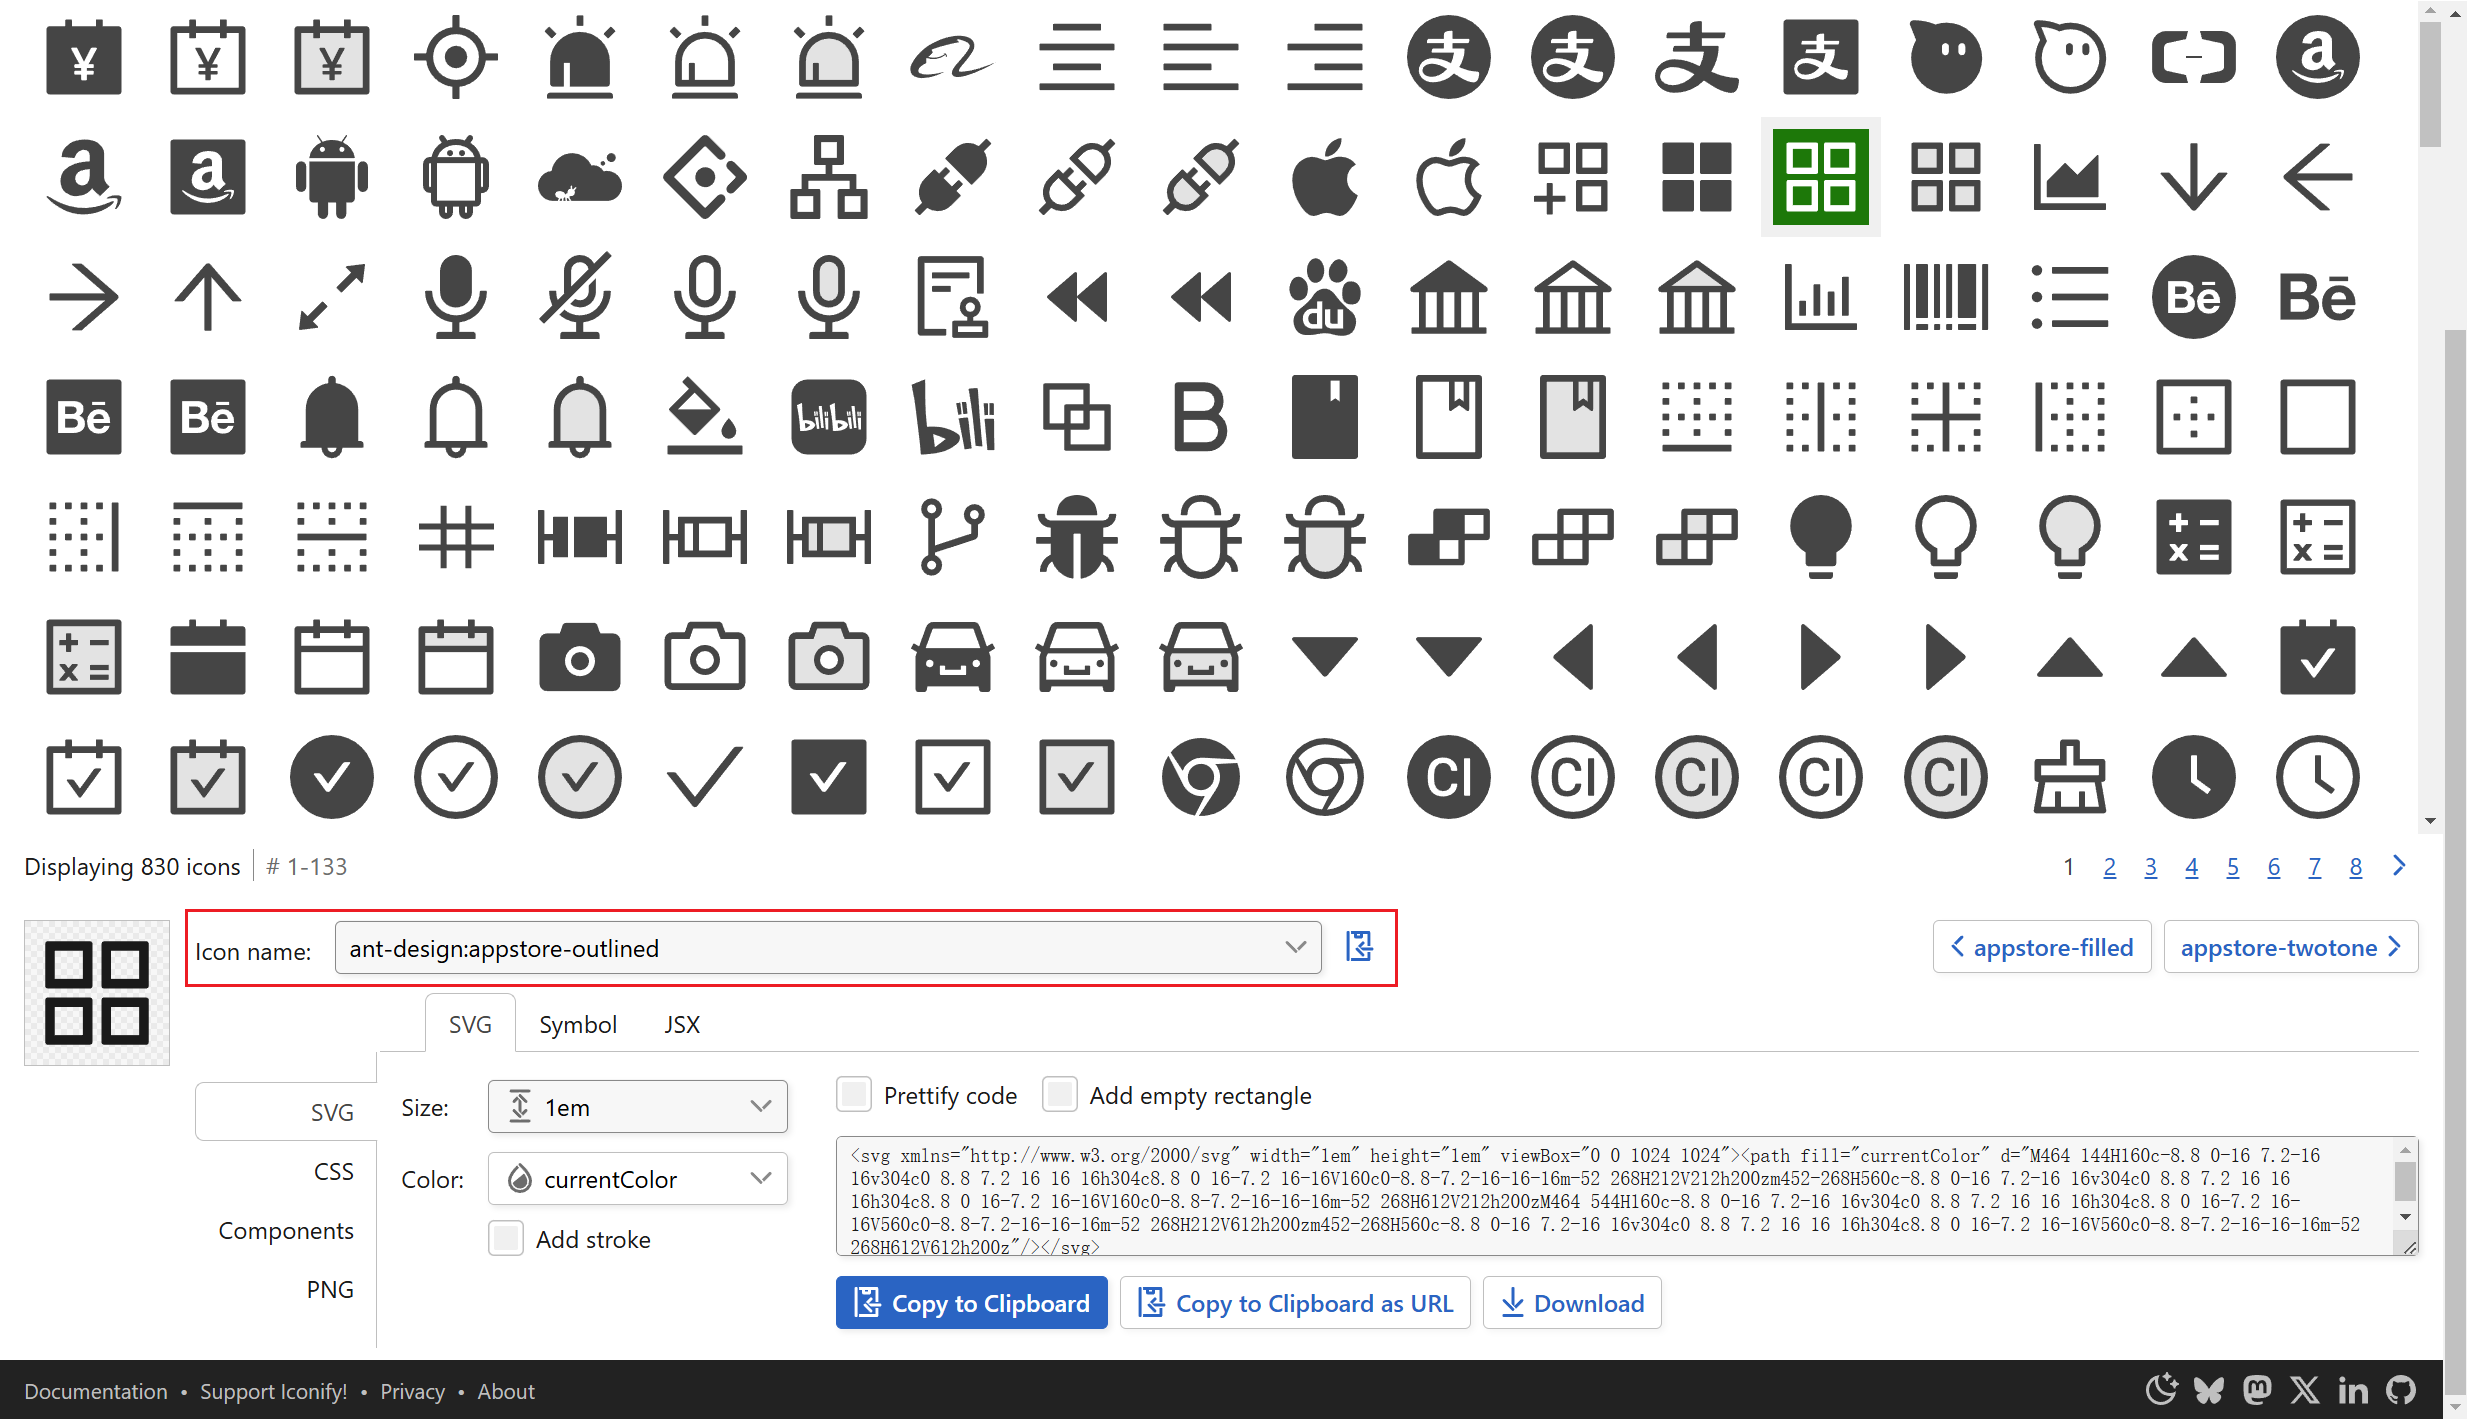 Displaying 830 icons
# 1-133
1 2 3 4 5 6 7 8
Icon name:
ant-design:appstore-outlined
appstore-filled
appstore-twotone
SVG Symbol JSX
SVG
CSS
Components
PNG
Size:
1em
Color:
currentColor
Add stroke
Prettify code
Add empty rectangle
<svg xmlns="http://www.w3.org/2000/svg" width="1em" height="1em" viewBox="0 0 1024 1024"><path fill="currentColor" d="M464 144H160c-8.8 0-16 7.2-16
16v304c0 8.8 7.2 16 16 16h304c8.8 0 16-7.2 16-16V160c0-8.8-7.2-16-16-16m-52 268H212V212h200zm452-268H560c-8.8 0-16 7.2-16 16v304c0 8.8 7.2 16 16
16h304c8.8 0 16-7.2 16-16V160c0-8.8-7.2-16-16-16m-52 268H612V212h200zM464 544H160c-8.8 0-16 7.2-16 16v304c0 8.8 7.2 16 16 16h304c8.8 0 16-7.2 16-
16V560c0-8.8-7.2-16-16-16m-52 268H212V612h200zm452-268H560c-8.8 0-16 7.2-16 16v304c0 8.8 7.2 16 16 16h304c8.8 0 16-7.2 16-16V560c0-8.8-7.2-16-16-16m-52
268H612V612h200z"/></svg>
Copy to Clipboard
Copy to Clipboard as URL
Download
Documentation • Support Iconify! • Privacy • About